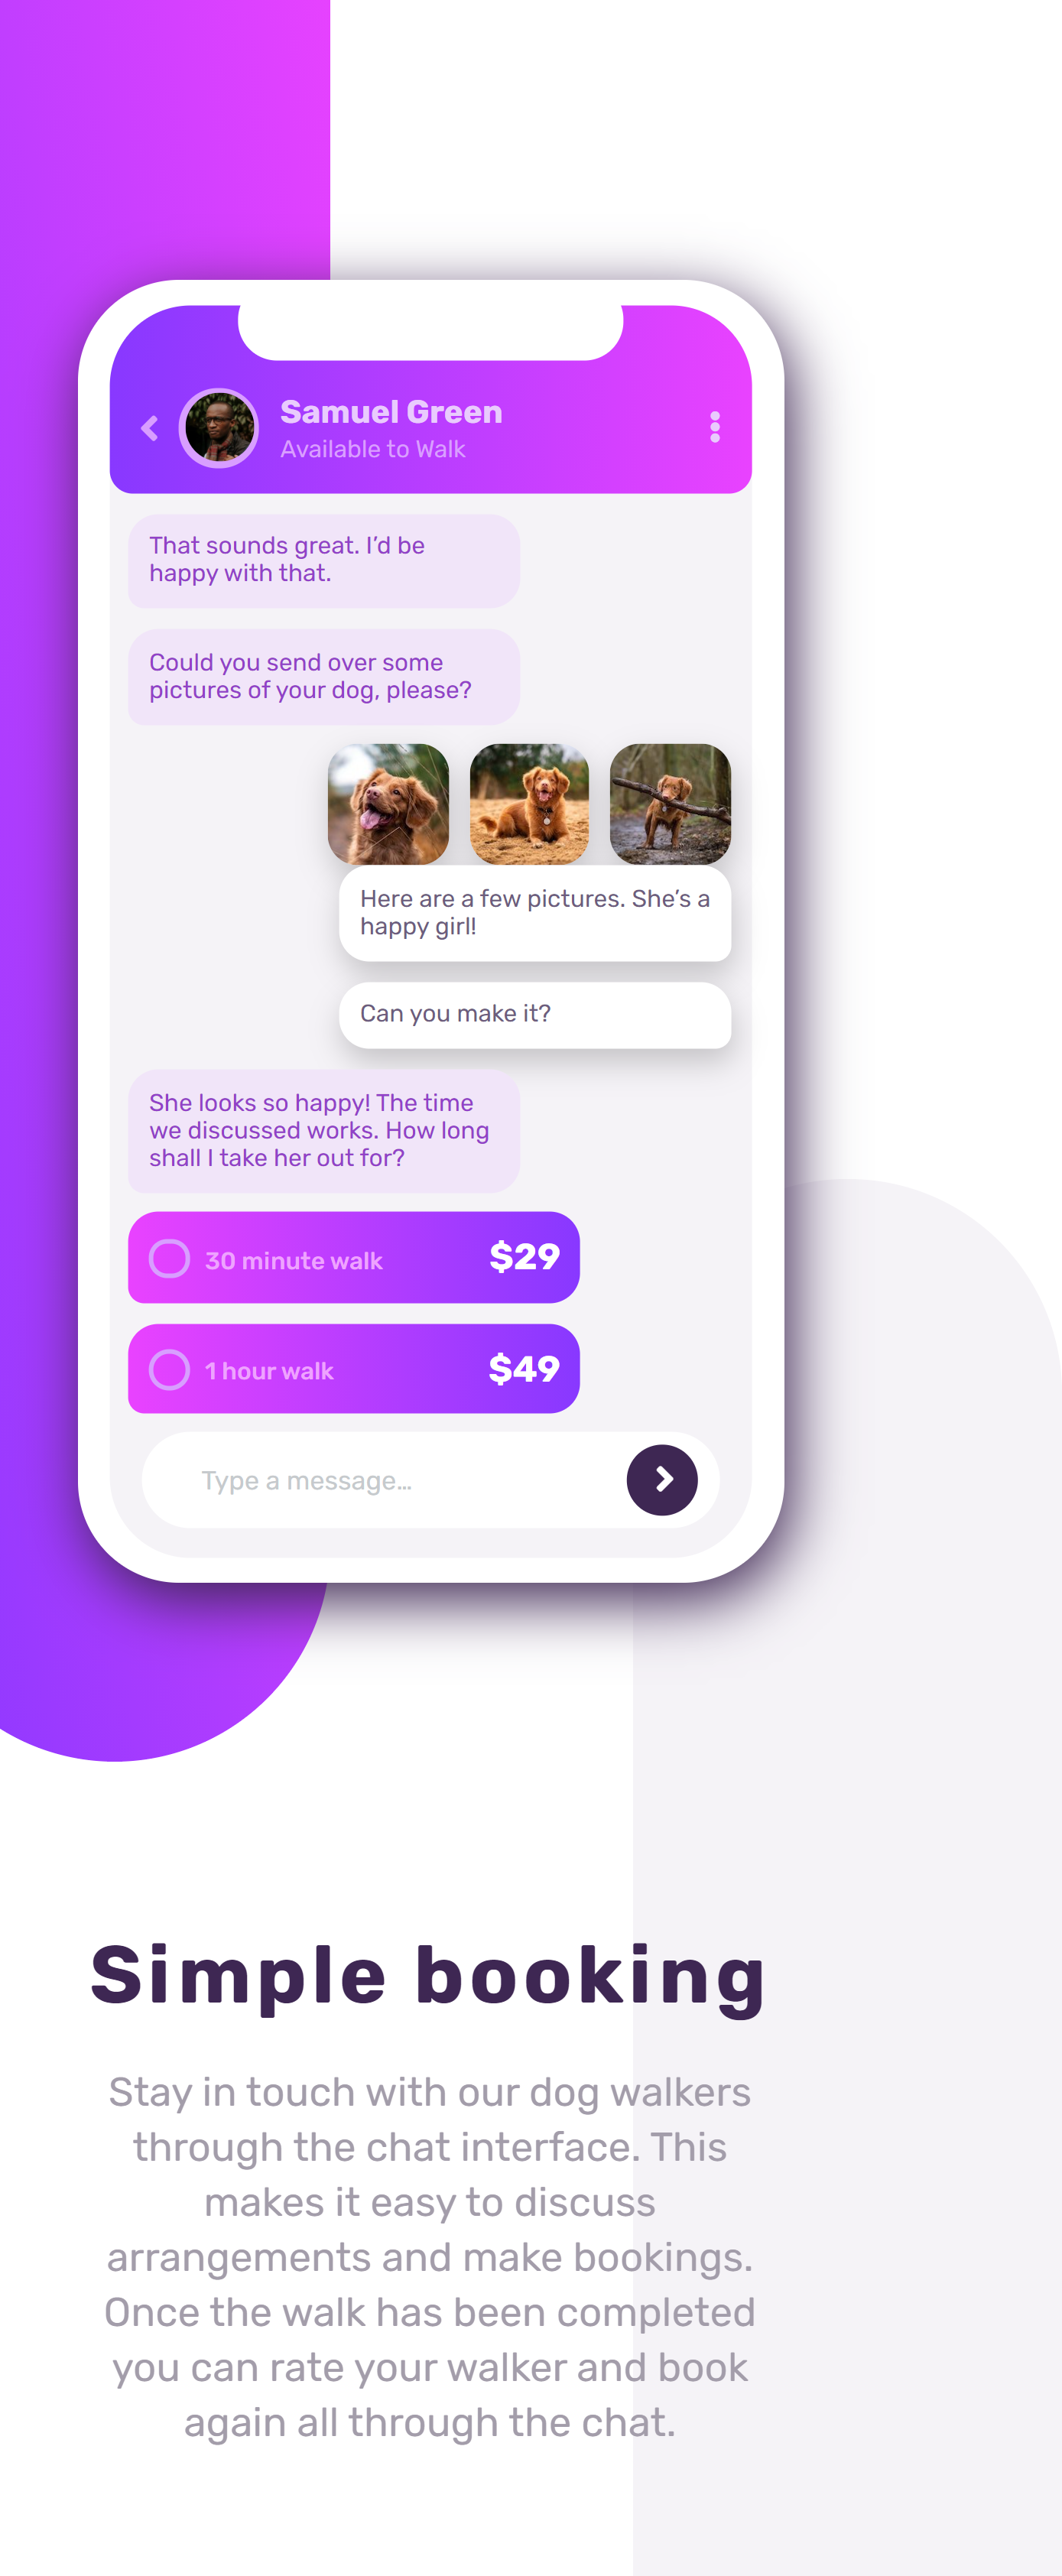 Samuel Green
Available to Walk
That sounds great. I’d be
happy with that.
Could you send over some
pictures of your dog, please?
Here are a few pictures. She’s a
happy girl!
Can you make it?
She looks so happy! The time
we discussed works. How long
shall I take her out for?
30 minute walk $29
1 hour walk $49
Type a message…
Simple booking
Stay in touch with our dog walkers
through the chat interface. This
makes it easy to discuss
arrangements and make bookings.
Once the walk has been completed
you can rate your walker and book
again all through the chat.